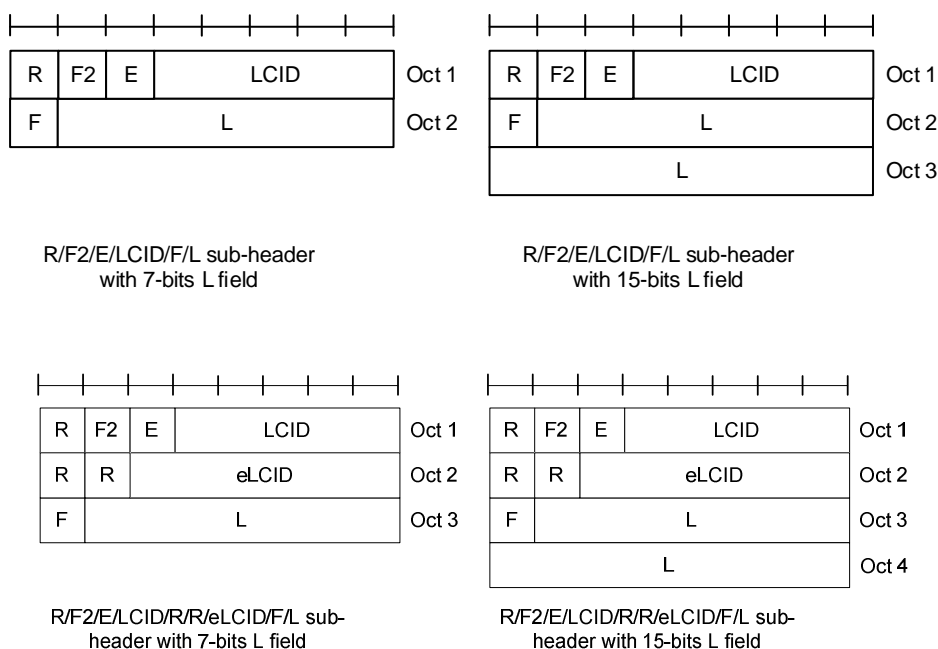 R F2 E LCID Oct 1
F L Oct 2
R/F2/E/LCID/F/L sub-header
with 7-bits L field
R F2 E LCID Oct 1
F L Oct 2
L Oct 3
R/F2/E/LCID/F/L sub-header
with 15-bits L field
R F2 E LCID Oct 1
R R eLCID Oct 2
F L Oct 3
R/F2/E/LCID/R/R/eLCID/F/L sub-
header with 7-bits L field
R F2 E LCID Oct 1
R R eLCID Oct 2
F L Oct 3
L Oct 4
R/F2/E/LCID/R/R/eLCID/F/L sub-
header with 15-bits L field